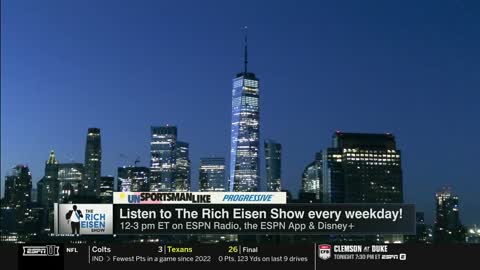 UNSPORTSMANLIKE PROGRESSIVE
THE
RICH
EISEN
SHOW
Listen to The Rich Eisen Show every weekday!
12-3 pm ET on ESPN Radio, the ESPN App & Disney+
ESPN U NFL Colts 3 Texans 26 Final
IND > Fewest Pts in a game since 2022 0 Pts, 123 Yds on last 9 drives
CLEMSON AT DUKE
TONIGHT 7:30 PM ET ESPN2